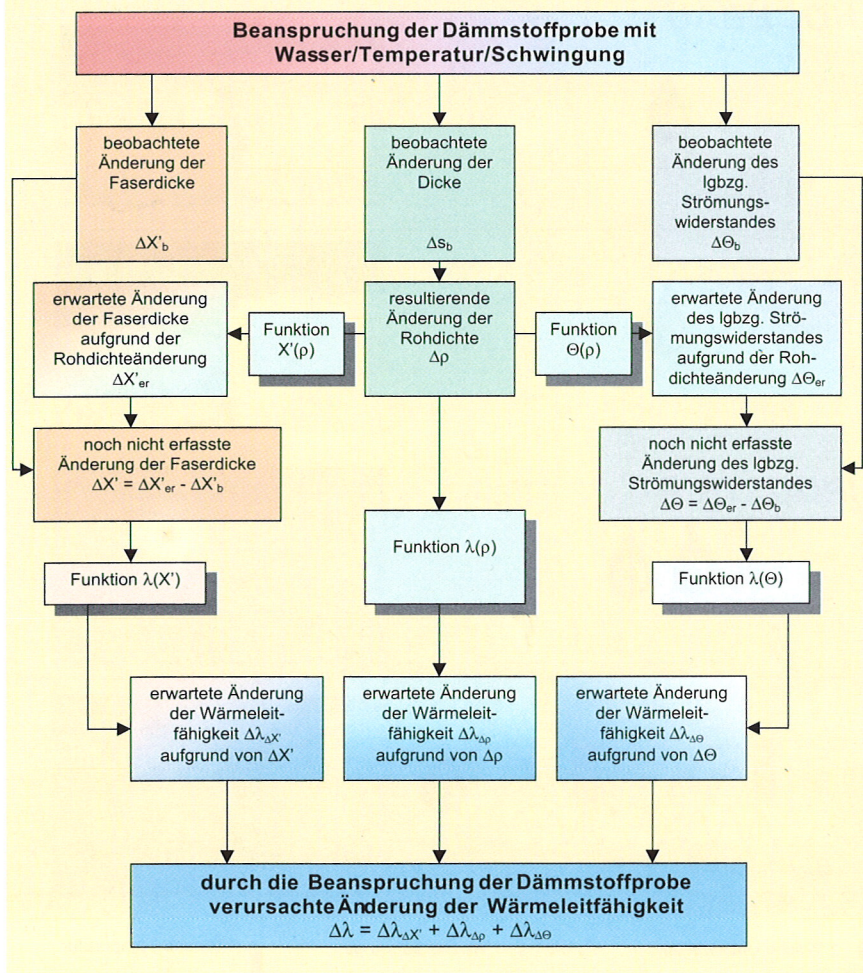 Beanspruchung der Dämmstoffprobe mit
Wasser/Temperatur/Schwingung
beobachtete
Änderung der
Faserdicke
ΔX'b
beobachtete
Änderung der
Dicke
Δsb
beobachtete
Änderung des
lgbzg.
Strömungs-
widerstandes
ΔΘb
erwartete Änderung
der Faserdicke
aufgrund der
Rohdichteänderung
ΔX'er
Funktion
X'(ρ)
resultierende
Änderung der
Rohdichte
Δρ
Funktion
Θ(ρ)
erwartete Änderung
des lgbzg. Strö-
mungswiderstandes
aufgrund der Roh-
dichteänderung ΔΘer
noch nicht erfasste
Änderung der Faserdicke
ΔX' = ΔX'er - ΔX'b
noch nicht erfasste
Änderung des lgbzg.
Strömungswiderstandes
ΔΘ = ΔΘer - ΔΘb
Funktion λ(X')
Funktion λ(ρ)
Funktion λ(Θ)
erwartete Änderung
der Wärmeleit-
fähigkeit ΔλΔX'
aufgrund von ΔX'
erwartete Änderung
der Wärmeleit-
fähigkeit ΔλΔρ
aufgrund von Δρ
erwartete Änderung
der Wärmeleit-
fähigkeit ΔλΔΘ
aufgrund von ΔΘ
durch die Beanspruchung der Dämmstoffprobe
verursachte Änderung der Wärmeleitfähigkeit
Δλ = ΔλΔX' + ΔλΔρ + ΔλΔΘ